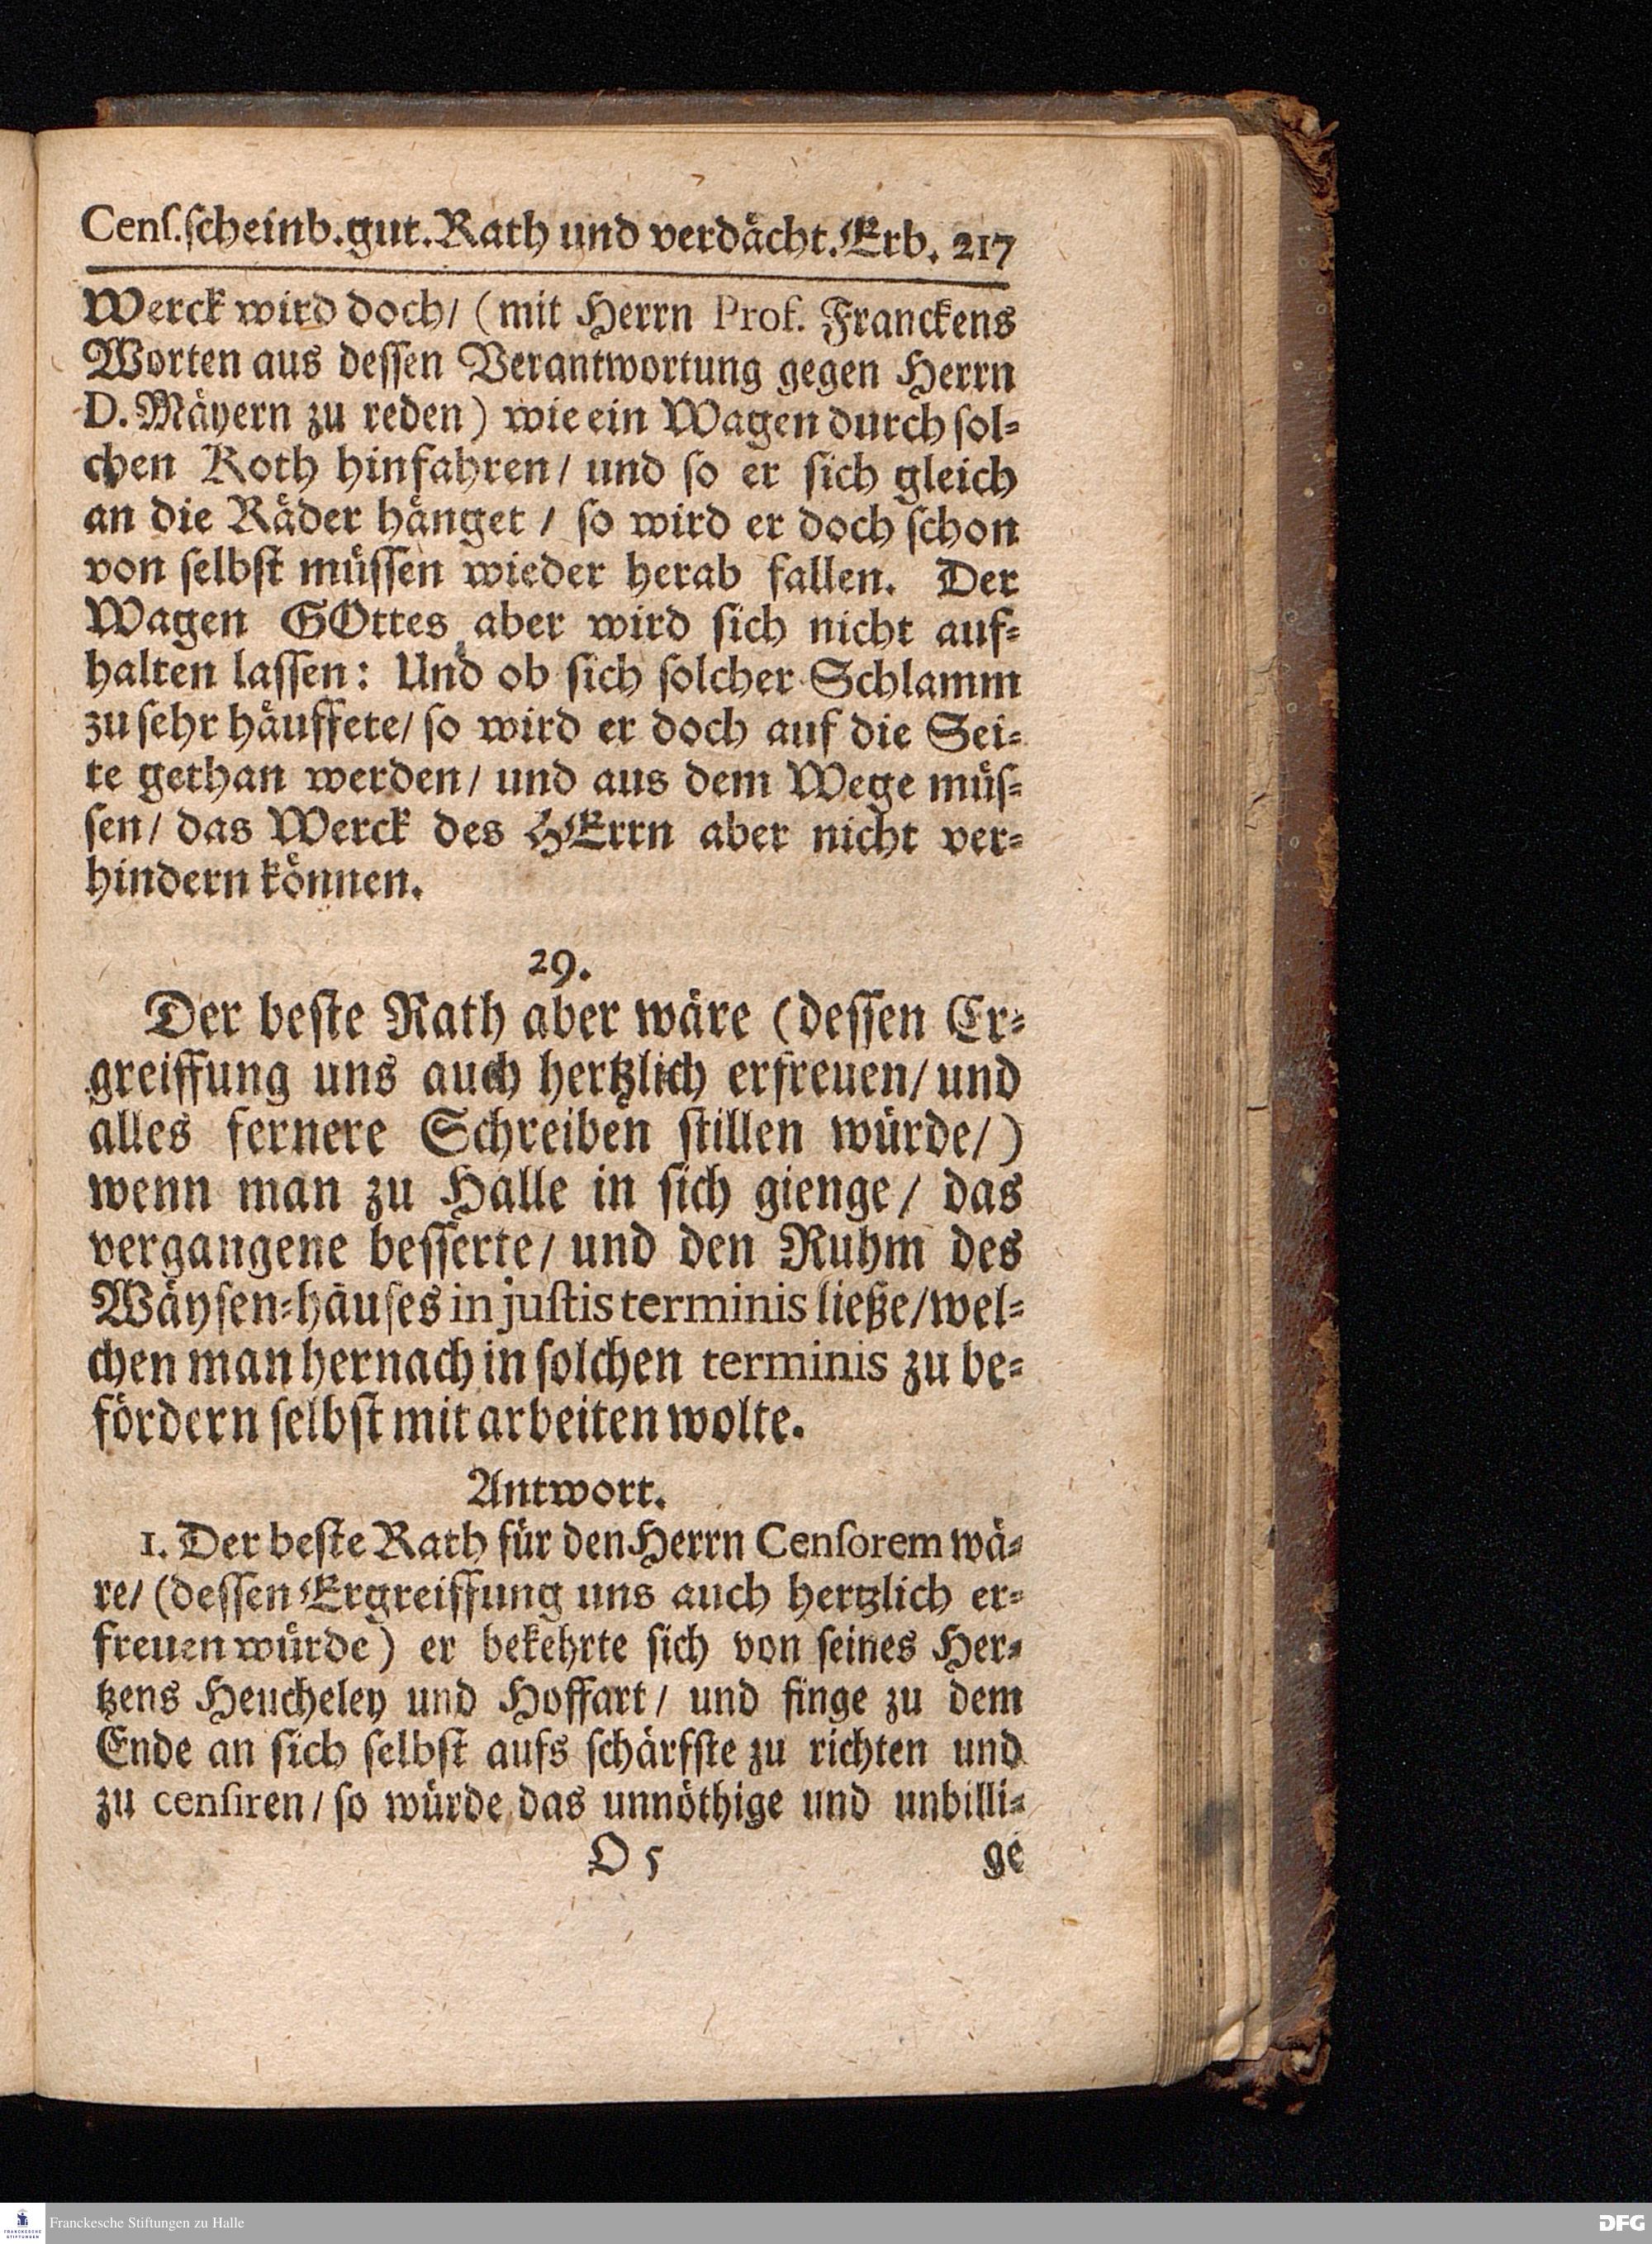 Cenſ. ſcheinb. gut. Rath und verdächt. Erb. 217
Werck wird doch/ (mit Herrn Prof. Franckens
Worten aus deſſen Verantwortung gegen Herrn
D. Mäyern zu reden) wie ein Wagen durch ſol-
chen Koth hinfahren/ und ſo er ſich gleich
an die Räder hänget / ſo wird er doch ſchon
von ſelbſt müſſen wieder herab fallen. Der
Wagen GOttes aber wird ſich nicht auf-
halten laſſen: Und ob ſich ſolcher Schlamm
zu ſehr häuffete/ ſo wird er doch auf die Sei-
te gethan werden/ und aus dem Wege müſ-
ſen/ das Werck des HErrn aber nicht ver-
hindern können.
29.
Der beſte Rath aber wäre (deſſen Er-
greiffung uns auch hertzlich erfreuen/ und
alles fernere Schreiben ſtillen würde/)
wenn man zu Halle in ſich gienge/ das
vergangene beſſerte/ und den Ruhm des
Wäyſen-häuſes in juſtis terminis ließe/ wel-
chen man hernach in ſolchen terminis zu be-
fördern ſelbſt mit arbeiten wolte.
Antwort.
1. Der beſte Rath für den Herrn Cenſorem wä-
re/ (deſſen Ergreiffung uns auch hertzlich er-
freuen würde) er bekehrte ſich von ſeines Her-
tzens Heucheley und Hoffart/ und finge zu dem
Ende an ſich ſelbſt aufs ſchärfſte zu richten und
zu cenſiren/ ſo würde das unnöthige und unbilli-
O 5 ge
FRANCKESCHE STIFTUNGEN
Franckesche Stiftungen zu Halle
DFG